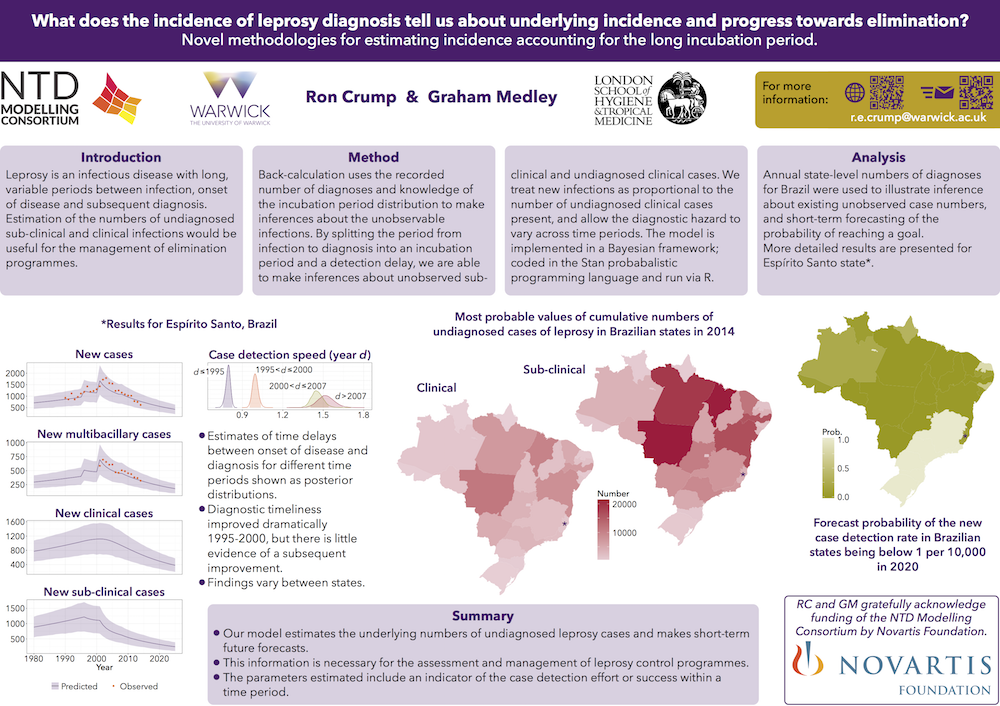 What does the incidence of leprosy diagnosis tell us about underlying incidence and progress towards elimination?
Novel methodologies for estimating incidence accounting for the long incubation period.
NTD
MODELLING
CONSORTIUM
WARWICK
THE UNIVERSITY OF WARWICK
Ron Crump & Graham Medley
LONDON
SCHOOL of
HYGIENE
& TROPICAL
MEDICINE
For more
information:
r.e.crump@warwick.ac.uk
Introduction
Leprosy is an infectious disease with long,
variable periods between infection, onset
of disease and subsequent diagnosis.
Estimation of the numbers of undiagnosed
sub-clinical and clinical infections would be
useful for the management of elimination
programmes.
Method
Back-calculation uses the recorded
number of diagnoses and knowledge of
the incubation period distribution to make
inferences about the unobservable
infections. By splitting the period from
infection to diagnosis into an incubation
period and a detection delay, we are able
to make inferences about unobserved sub-
clinical and undiagnosed clinical cases. We
treat new infections as proportional to the
number of undiagnosed clinical cases
present, and allow the diagnostic hazard to
vary across time periods. The model is
implemented in a Bayesian framework;
coded in the Stan probabalistic
programming language and run via R.
Analysis
Annual state-level numbers of diagnoses
for Brazil were used to illustrate inference
about existing unobserved case numbers,
and short-term forecasting of the
probability of reaching a goal.
More detailed results are presented for
Espírito Santo state*.
*Results for Espírito Santo, Brazil
New cases
2000
1500
1000
500
New multibacillary cases
1000
750
500
250
New clinical cases
1600
1200
800
400
New sub-clinical cases
1500
1000
500
1980 1990 2000 2010 2020
Year
Predicted • Observed
Case detection speed (year d)
d≤1995
1995<d≤2000
2000<d≤2007
d>2007
0.9 1.2 1.5 1.8
• Estimates of time delays
between onset of disease and
diagnosis for different time
periods shown as posterior
distributions.
• Diagnostic timeliness
improved dramatically
1995-2000, but there is little
evidence of a subsequent
improvement.
• Findings vary between states.
Most probable values of cumulative numbers of
undiagnosed cases of leprosy in Brazilian states in 2014
Clinical
Sub-clinical
*
*
Number
20000
10000
*
Prob.
1.0
0.5
0.0
Forecast probability of the new
case detection rate in Brazilian
states being below 1 per 10,000
in 2020
Summary
• Our model estimates the underlying numbers of undiagnosed leprosy cases and makes short-term
future forecasts.
• This information is necessary for the assessment and management of leprosy control programmes.
• The parameters estimated include an indicator of the case detection effort or success within a
time period.
RC and GM gratefully acknowledge
funding of the NTD Modelling
Consortium by Novartis Foundation.
NOVARTIS
FOUNDATION